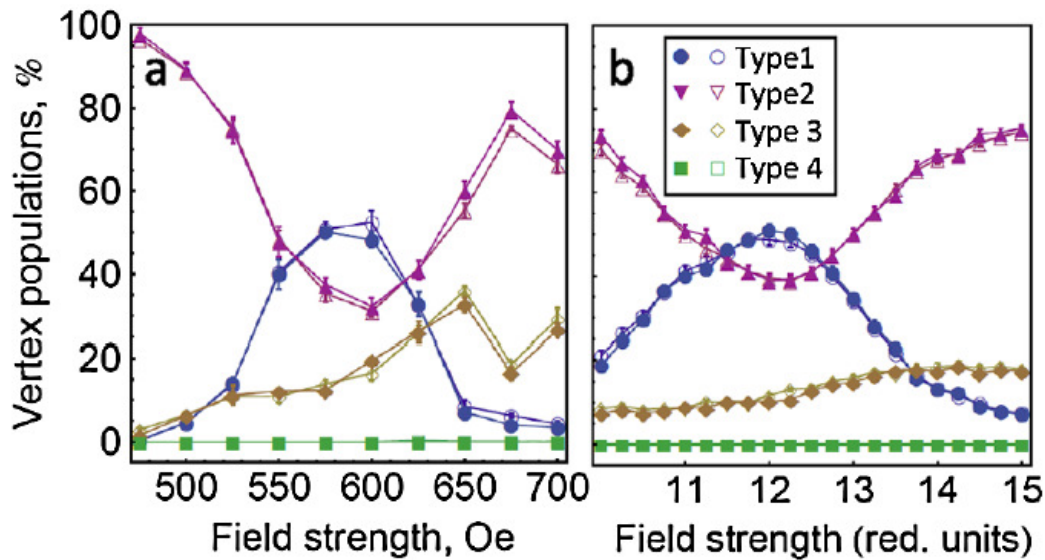 Vertex populations, %
100
80
60
40
20
0
a
500 550 600 650 700
Field strength, Oe
b
Type1
Type2
Type 3
Type 4
11 12 13 14 15
Field strength (red. units)